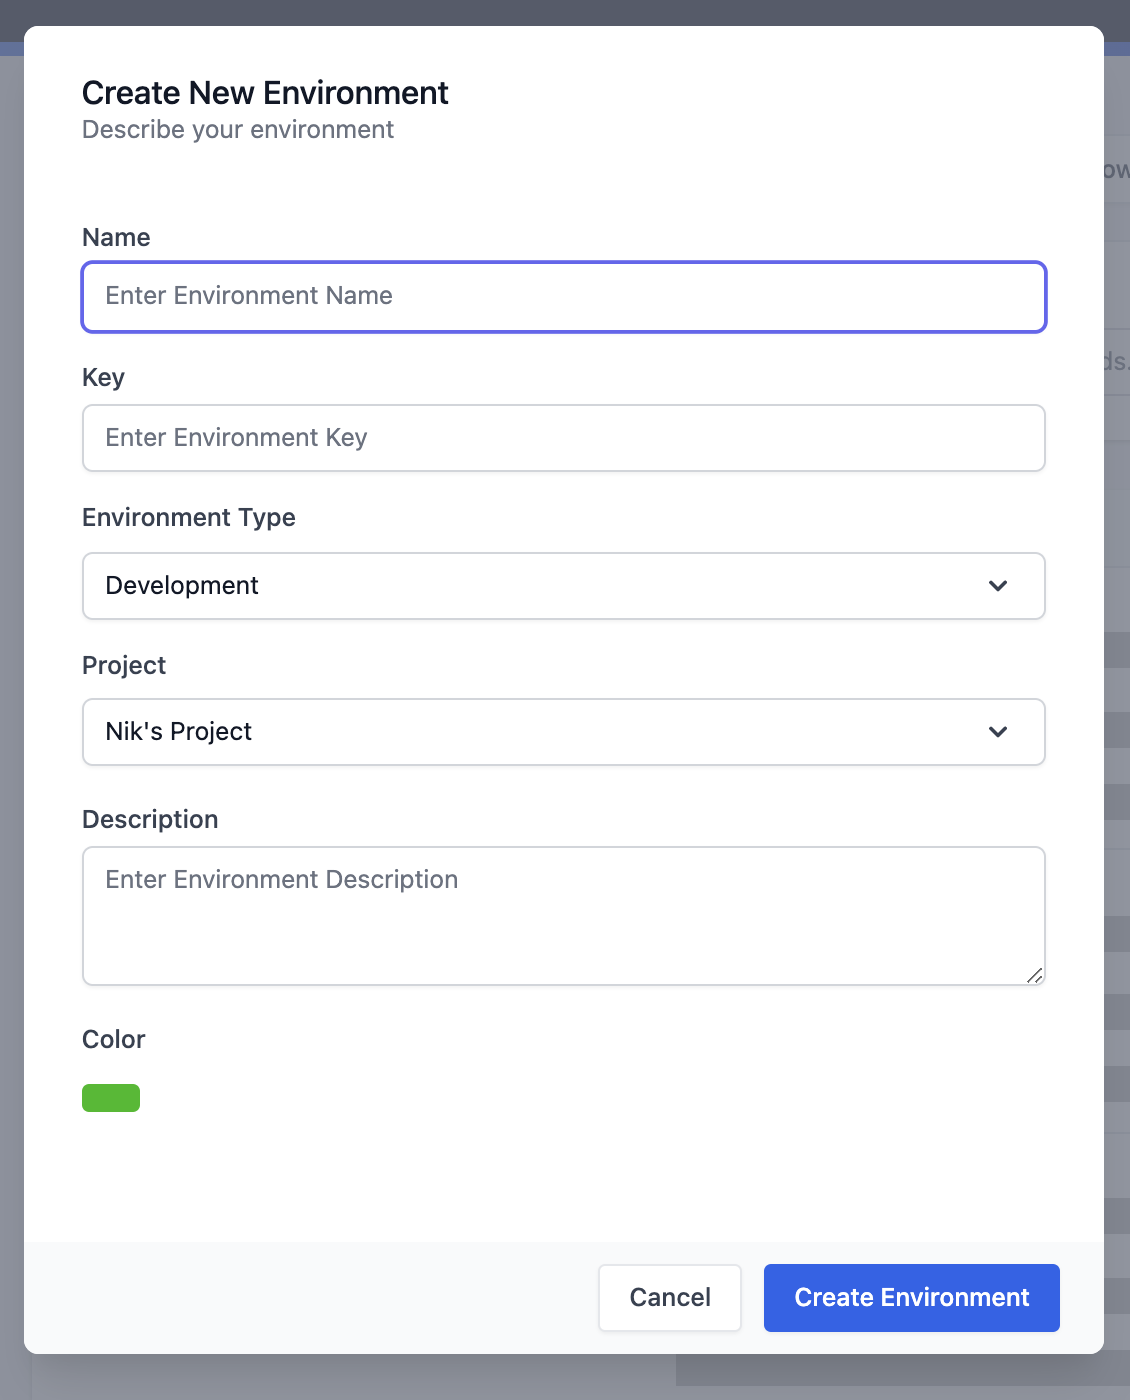 Create New Environment
Describe your environment
Name
Enter Environment Name
Key
Enter Environment Key
Environment Type
Development
Project
Nik's Project
Description
Enter Environment Description
Color
Cancel
Create Environment